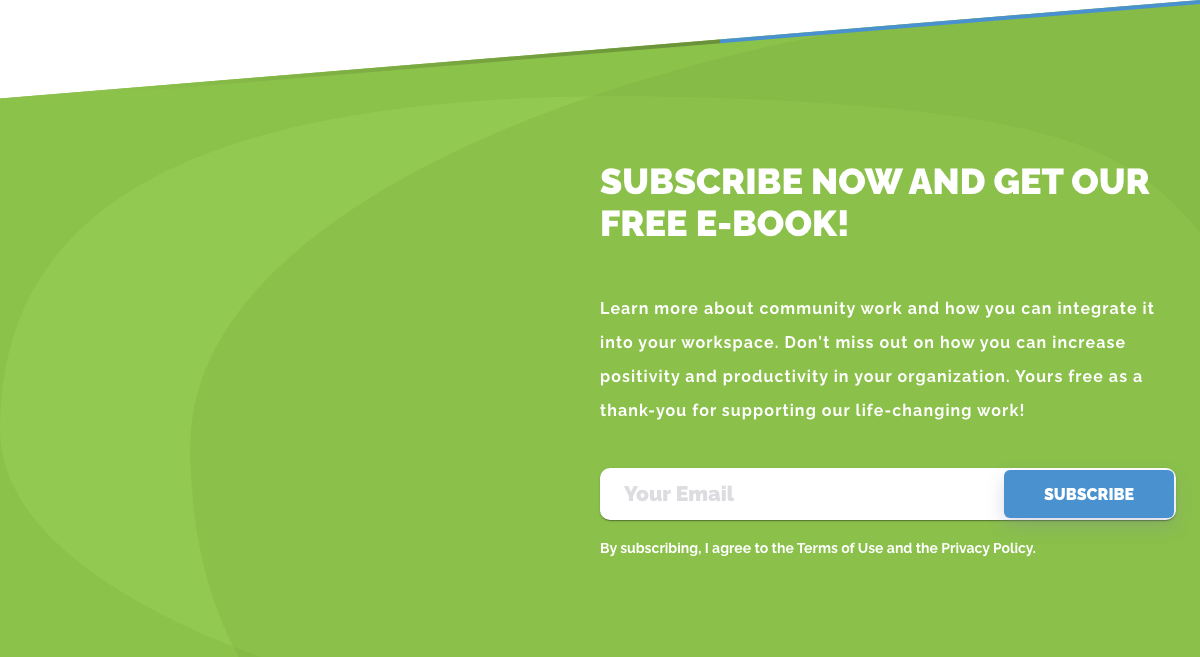 SUBSCRIBE NOW AND GET OUR
FREE E-BOOK!
Learn more about community work and how you can integrate it
into your workspace. Don't miss out on how you can increase
positivity and productivity in your organization. Yours free as a
thank-you for supporting our life-changing work!
Your Email
SUBSCRIBE
By subscribing, I agree to the Terms of Use and the Privacy Policy.